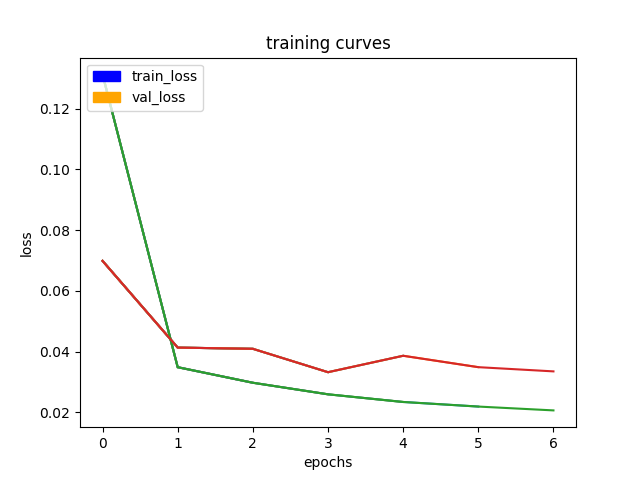 training curves
train_loss
val_loss
0.12
0.10
0.08
0.06
0.04
0.02
loss
0 1 2 3 4 5 6
epochs